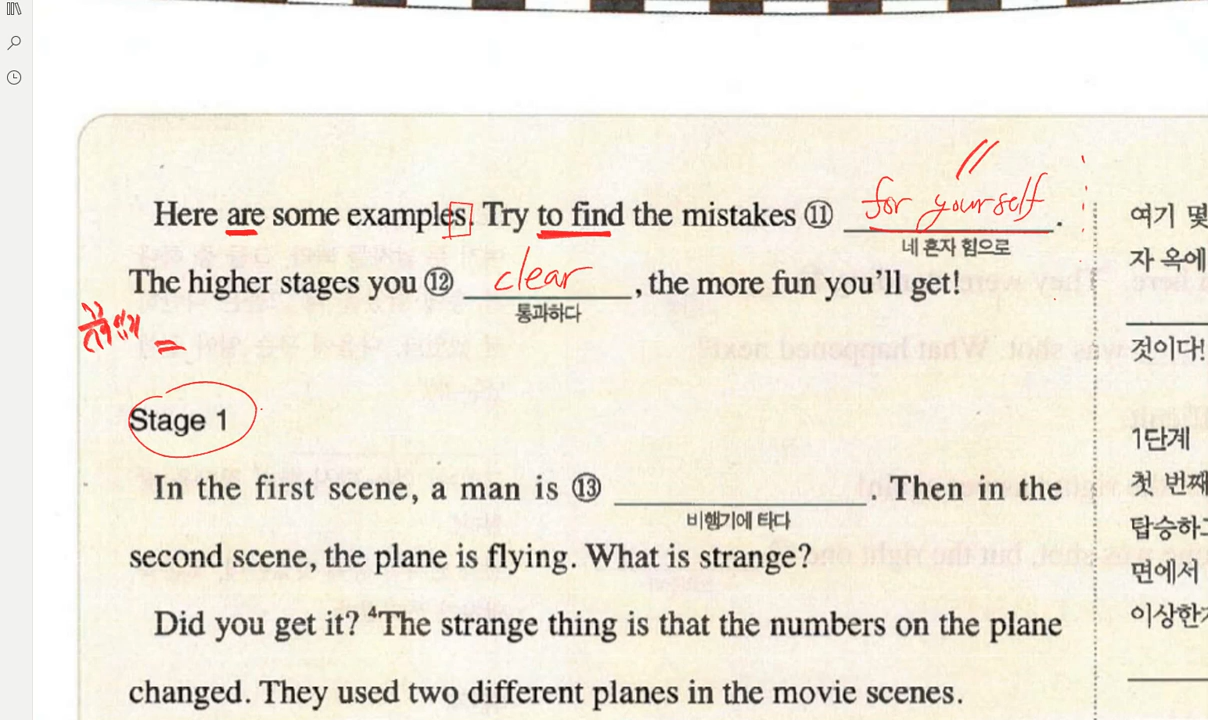 Here are some examples. Try to find the mistakes ⑪ for yourself.
네 혼자 힘으로
The higher stages you ⑫ clear, the more fun you'll get!
통과하다
Stage 1
In the first scene, a man is ⑬ ____. Then in the
비행기에 타다
second scene, the plane is flying. What is strange?
Did you get it? ⁴The strange thing is that the numbers on the plane
changed. They used two different planes in the movie scenes.
여기 몇
자 옥에
것이다!
1단계
첫 번째
탑승하고
면에서
이상한